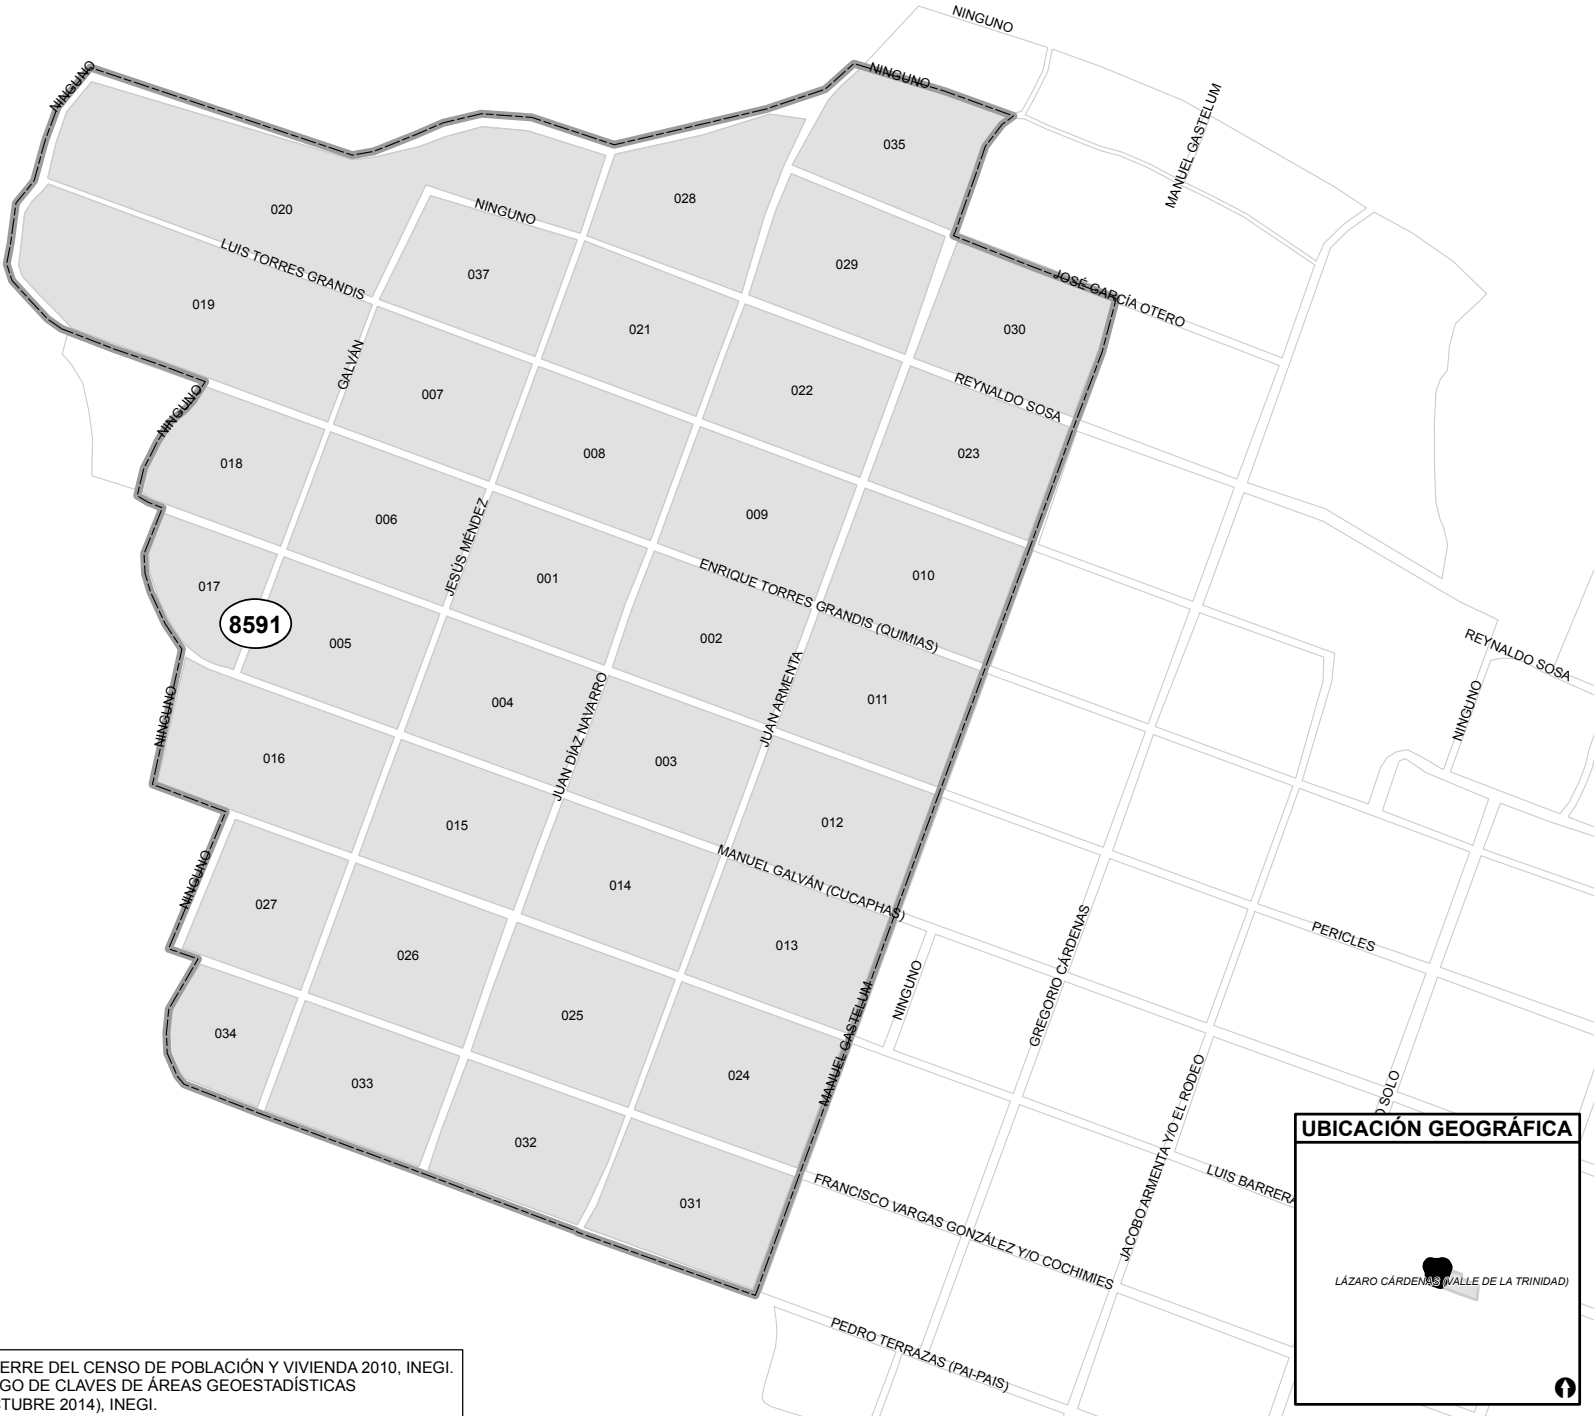 NINGUNO
NINGUNO
NINGUNO
MANUEL GASTELUM
035
028
020
NINGUNO
037
LUIS TORRES GRANDIS
029
JOSÉ GARCÍA OTERO
019
021
030
GALVÁN
007
022
REYNALDO SOSA
NINGUNO
018
008
023
006
009
JESÚS MÉNDEZ
001
ENRIQUE TORRES GRANDIS (QUIMIAS)
010
017
8591
005
002
REYNALDO SOSA
NINGUNO
011
JUAN ARMENTA
004
JUAN DÍAZ NAVARRO
NINGUNO
016
003
015
012
MANUEL GALVÁN (CUCAPHAS)
014
NINGUNO
027
013
PERICLES
026
GREGORIO CÁRDENAS
NINGUNO
025
034
MANUEL GASTELUM
024
033
032
JACOBO ARMENTA Y/O EL RODEO
O SOLO
LUIS BARRERA
031
FRANCISCO VARGAS GONZÁLEZ Y/O COCHIMIES
PEDRO TERRAZAS (PAI-PAIS)
UBICACIÓN GEOGRÁFICA
LÁZARO CÁRDENAS (VALLE DE LA TRINIDAD)
ERRE DEL CENSO DE POBLACIÓN Y VIVIENDA 2010, INEGI.
GO DE CLAVES DE ÁREAS GEOESTADÍSTICAS
CTUBRE 2014), INEGI.